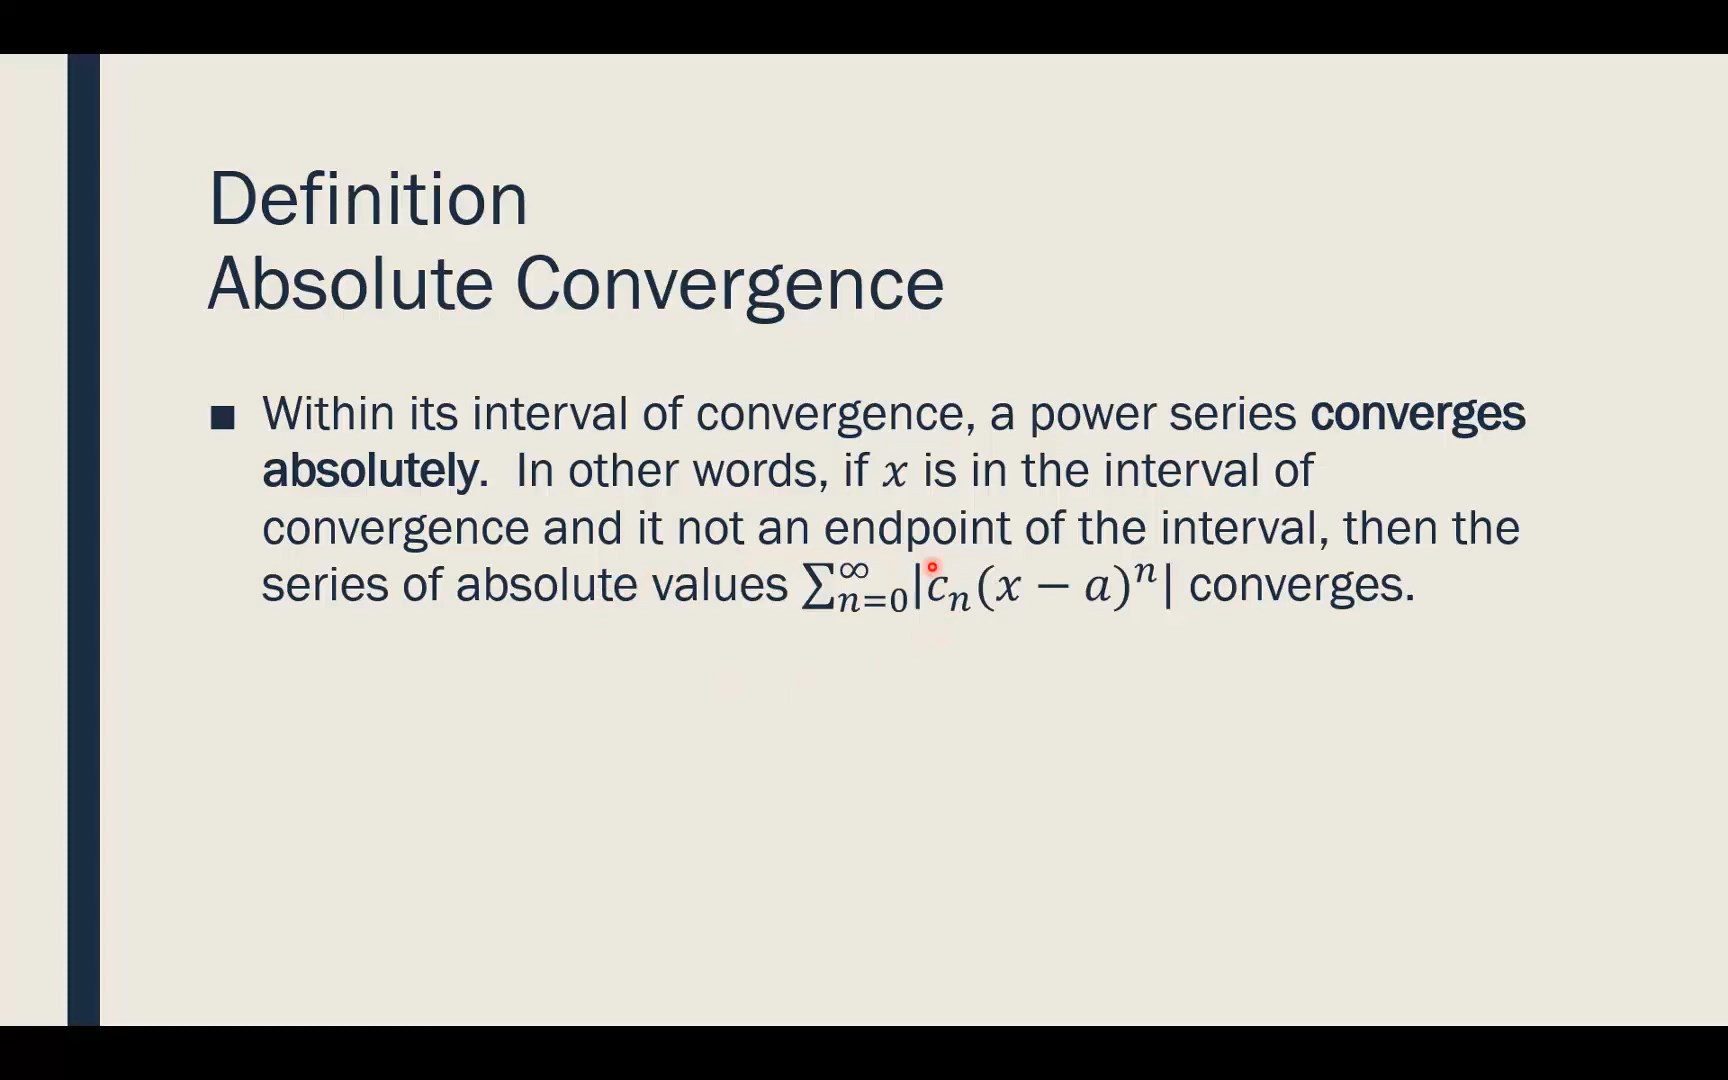 Definition
Absolute Convergence
■ Within its interval of convergence, a power series converges
absolutely.  In other words, if 𝑥 is in the interval of
convergence and it not an endpoint of the interval, then the
series of absolute values ∑_{n=0}^{∞}|c_n(x − a)^n| converges.